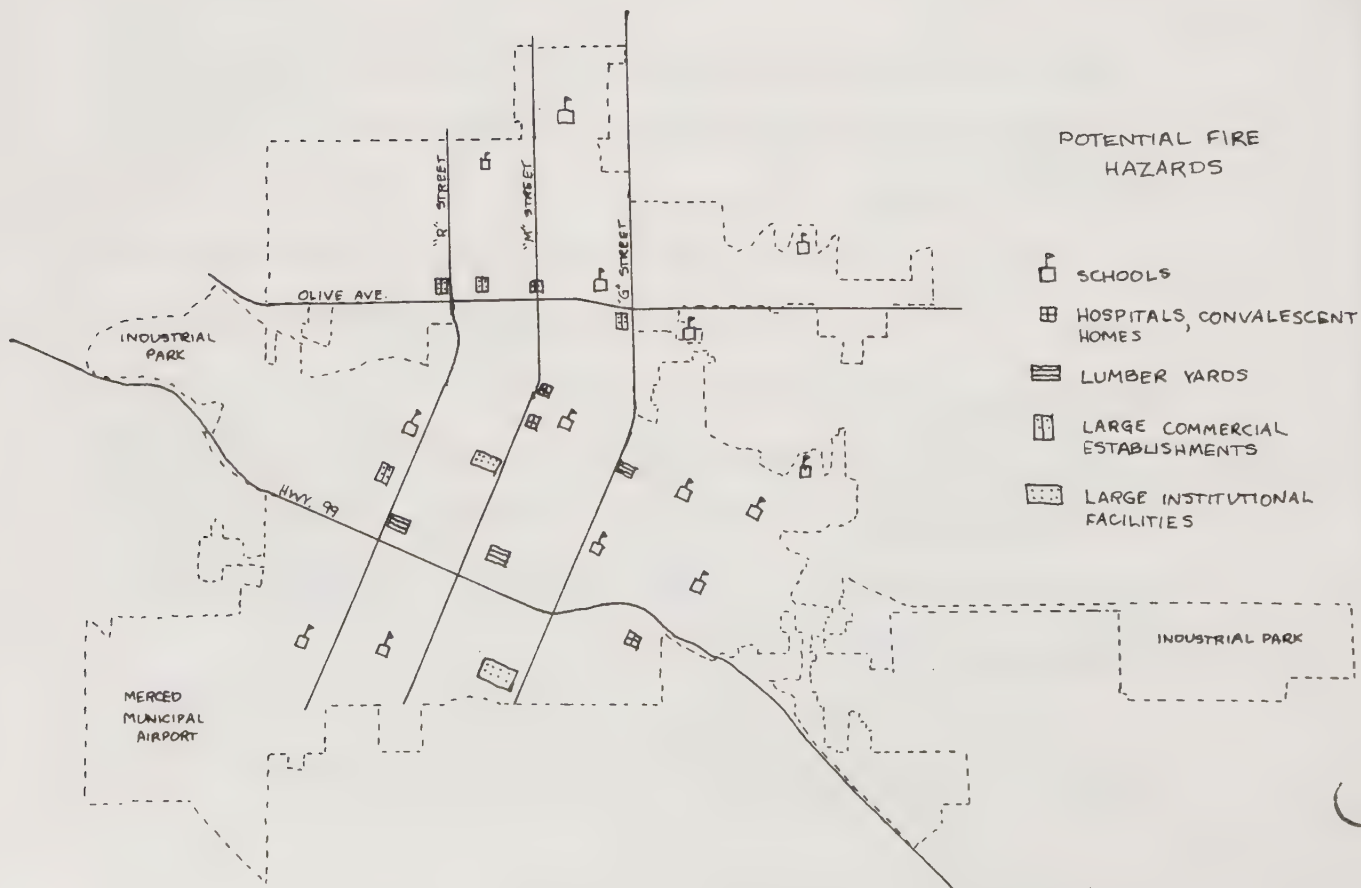 POTENTIAL FIRE
HAZARDS
"R" STREET
"M" STREET
"G" STREET
SCHOOLS
OLIVE AVE.
HOSPITALS, CONVALESCENT
HOMES
INDUSTRIAL
PARK
LUMBER YARDS
LARGE COMMERCIAL
ESTABLISHMENTS
HWY. 99
LARGE INSTITUTIONAL
FACILITIES
INDUSTRIAL PARK
MERCED
MUNICIPAL
AIRPORT